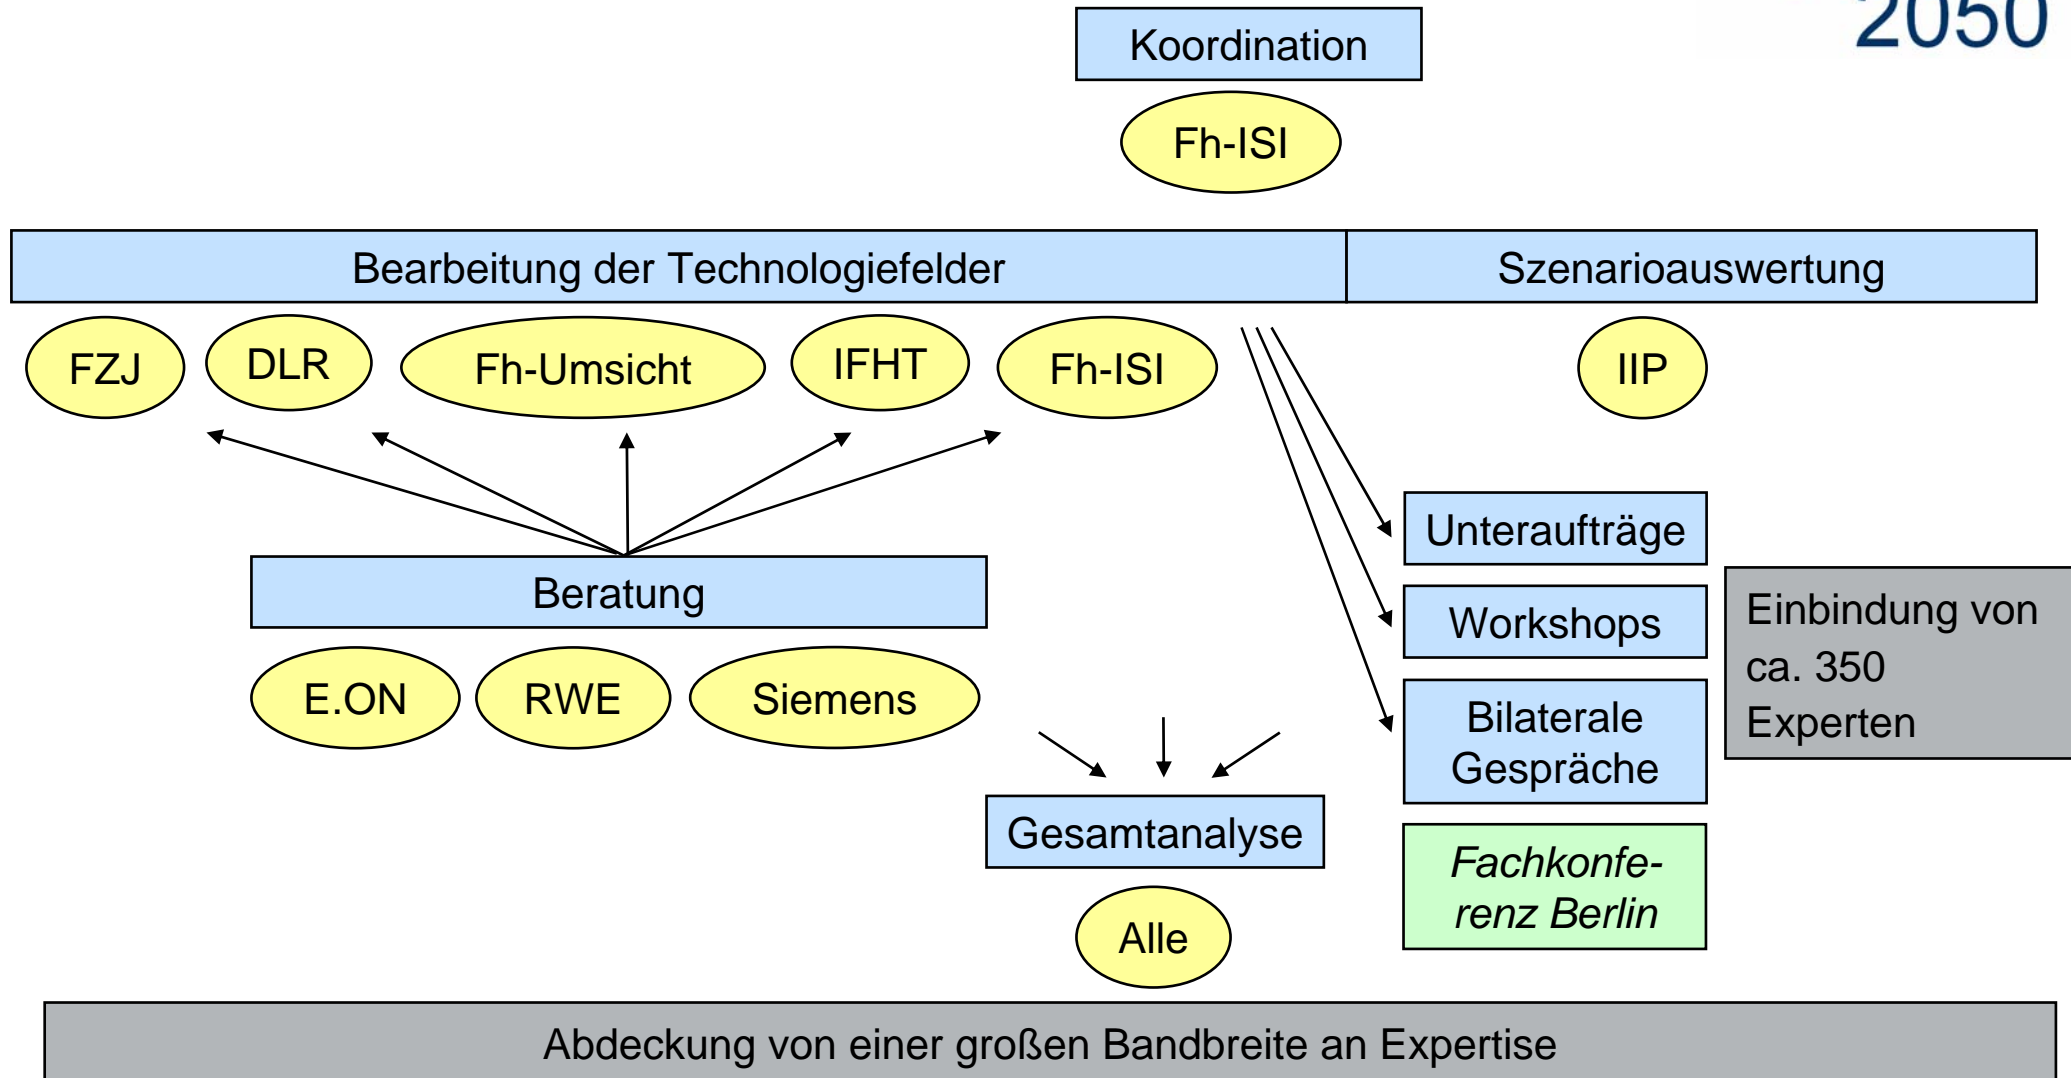 2050
Koordination
Fh-ISI
Bearbeitung der Technologiefelder
Szenarioauswertung
FZJ
DLR
Fh-Umsicht
IFHT
Fh-ISI
IIP
Beratung
E.ON
RWE
Siemens
Unteraufträge
Workshops
Bilaterale
Gespräche
Einbindung von
ca. 350
Experten
Gesamtanalyse
Alle
Fachkonfe-
renz Berlin
Abdeckung von einer großen Bandbreite an Expertise